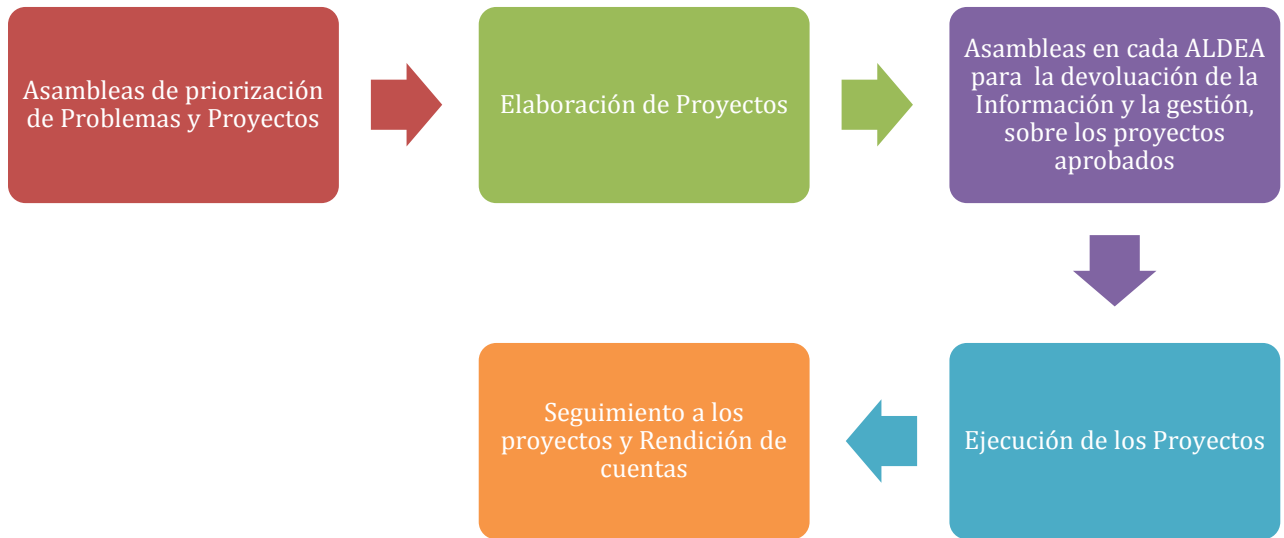 Asambleas de priorización
de Problemas y Proyectos
Elaboración de Proyectos
Asambleas en cada ALDEA
para la devoluación de la
Información y la gestión,
sobre los proyectos
aprobados
Ejecución de los Proyectos
Seguimiento a los
proyectos y Rendición de
cuentas